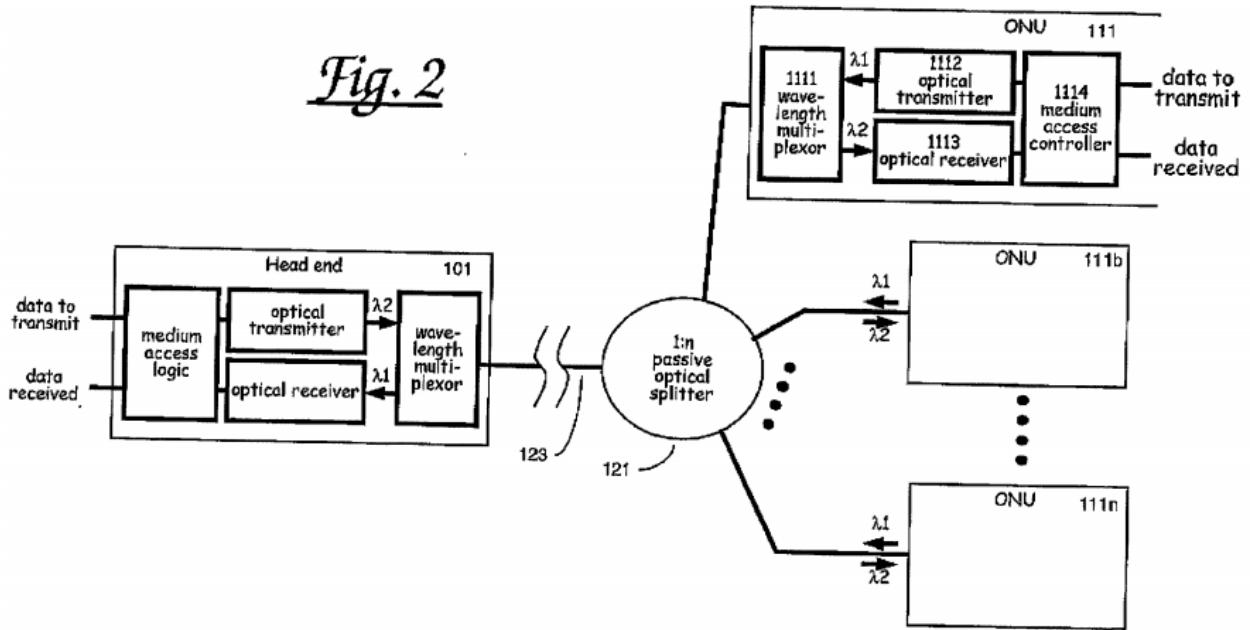 Fig. 2
ONU 111
1111
wave-
length
multi-
plexor
λ1
λ2
1112
optical
transmitter
1113
optical receiver
1114
medium
access
controller
data to
transmit
data
received
Head end 101
data to
transmit
data
received
medium
access
logic
optical
transmitter
optical receiver
λ2
λ1
wave-
length
multi-
plexor
123
1:n
passive
optical
splitter
121
λ1
λ2
ONU 111b
λ1
λ2
ONU 111n